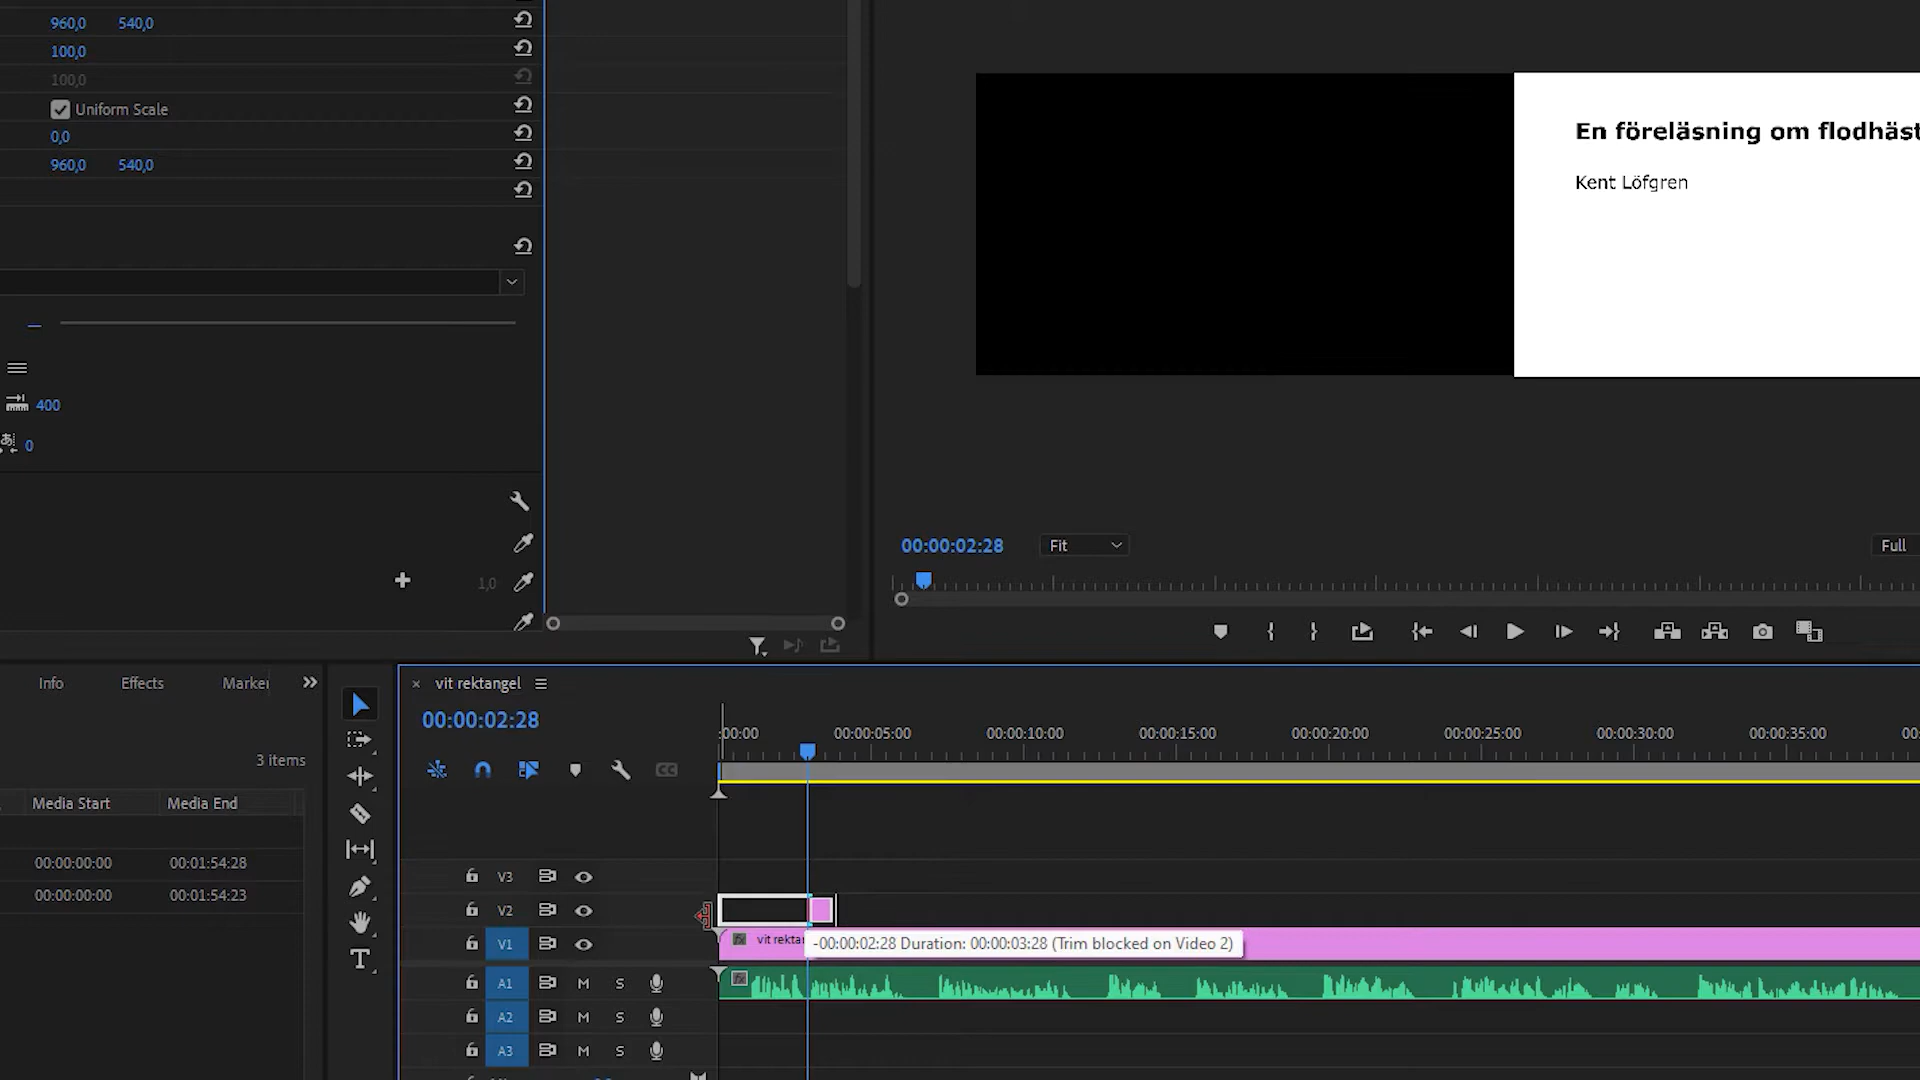 960,0 540,0
100,0
100,0
Uniform Scale
0,0
960,0 540,0
400
0
1,0
En föreläsning om flodhäst
Kent Löfgren
00:00:02:28 Fit Full
Info Effects Marker
3 items
Media Start Media End
00:00:00:00 00:01:54:28
00:00:00:00 00:01:54:23
vit rektangel
00:00:02:28
:00:00 00:00:05:00 00:00:10:00 00:00:15:00 00:00:20:00 00:00:25:00 00:00:30:00 00:00:35:00 00:
CC
V3
V2
V1 fx vit rektan
-00:00:02:28 Duration: 00:00:03:28 (Trim blocked on Video 2)
A1 M S fx
A2 M S
A3 M S